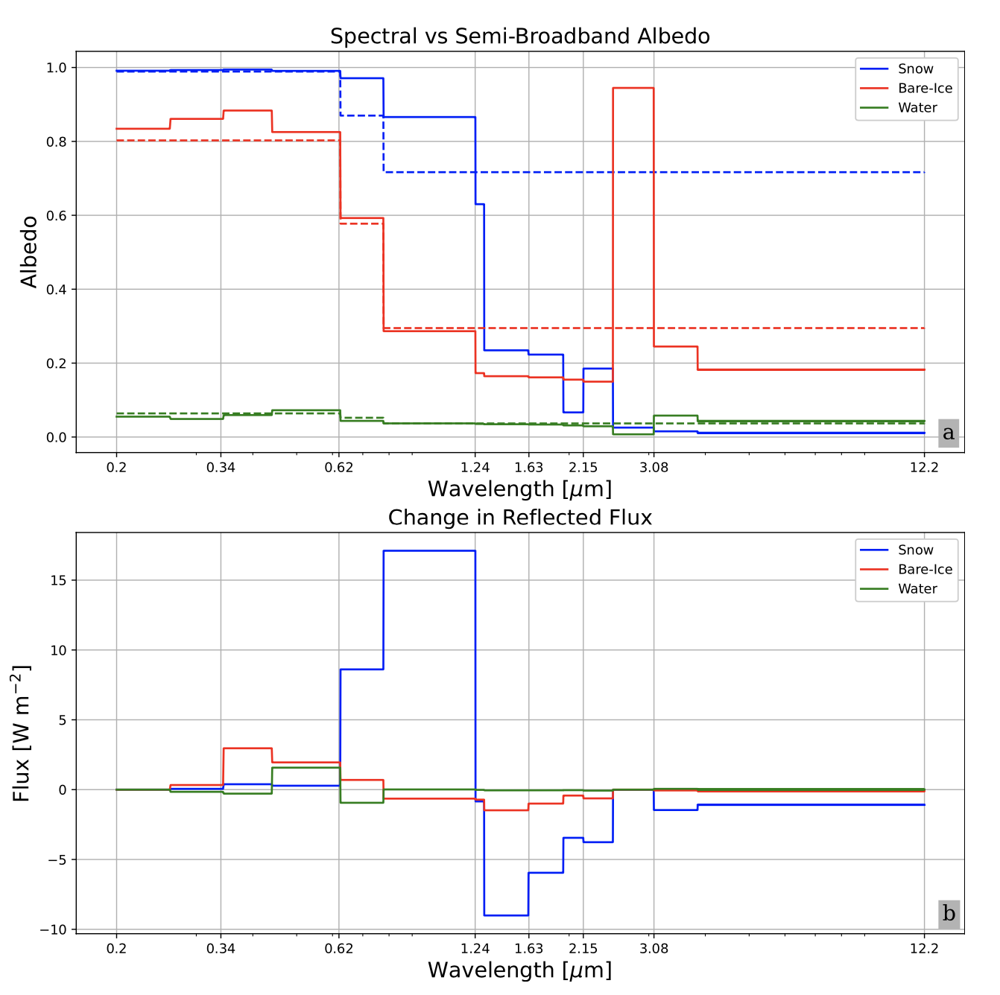 Spectral vs Semi-Broadband Albedo
Snow
Bare-Ice
Water
Albedo
1.0
0.8
0.6
0.4
0.2
0.0
a
0.2 0.34 0.62 1.24 1.63 2.15 3.08 12.2
Wavelength [μm]
Change in Reflected Flux
Snow
Bare-Ice
Water
Flux [W m⁻²]
15
10
5
0
−5
−10
b
0.2 0.34 0.62 1.24 1.63 2.15 3.08 12.2
Wavelength [μm]